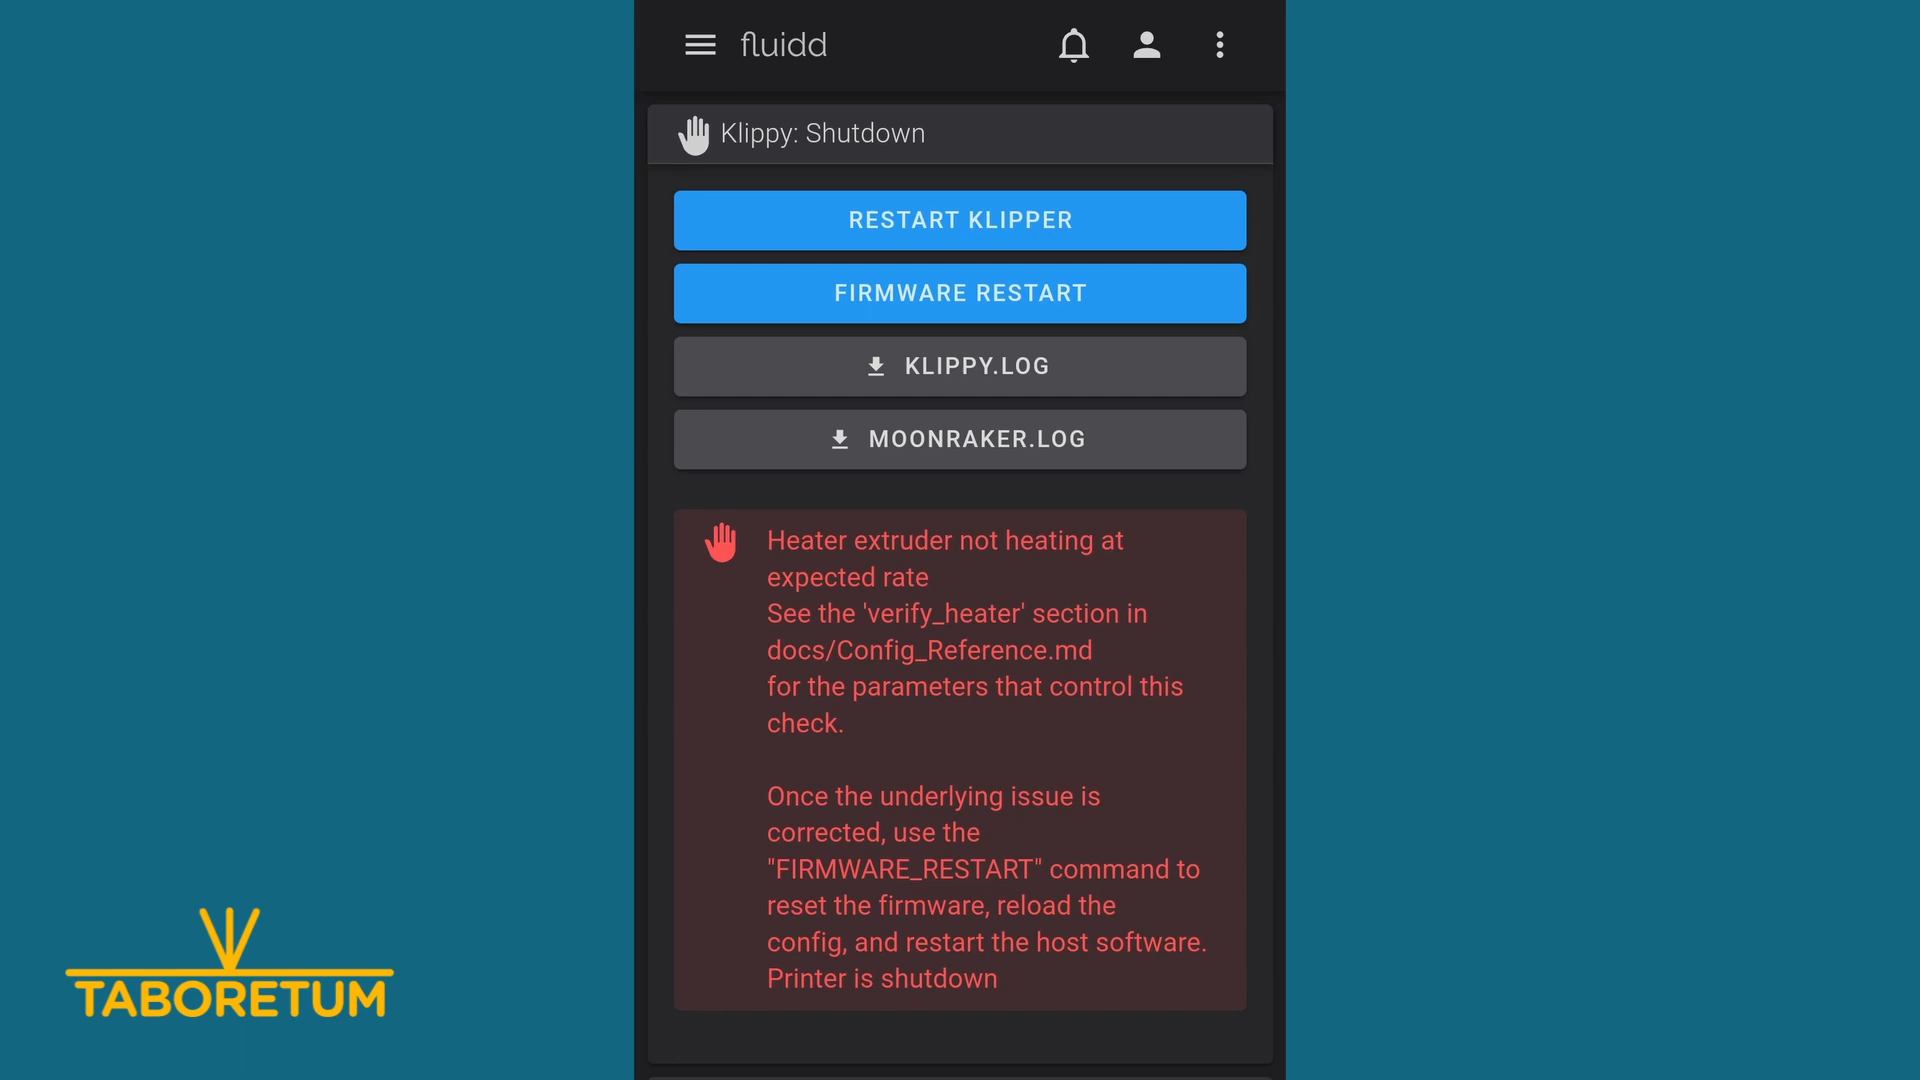 fluidd
Klippy: Shutdown
RESTART KLIPPER
FIRMWARE RESTART
KLIPPY.LOG
MOONRAKER.LOG
Heater extruder not heating at
expected rate
See the 'verify_heater' section in
docs/Config_Reference.md
for the parameters that control this
check.
Once the underlying issue is
corrected, use the
"FIRMWARE_RESTART" command to
reset the firmware, reload the
config, and restart the host software.
Printer is shutdown
TABORETUM